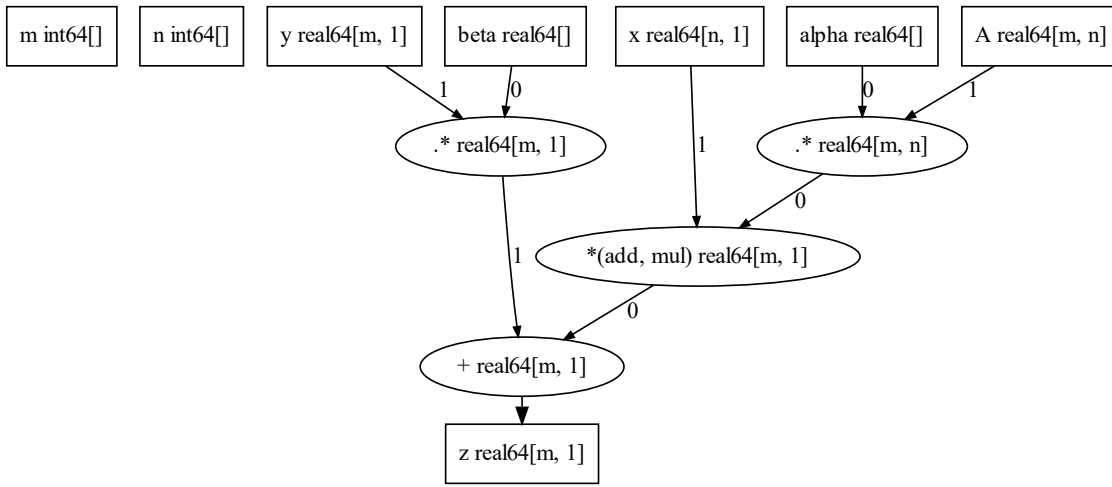 m int64[]
n int64[]
y real64[m, 1]
beta real64[]
x real64[n, 1]
alpha real64[]
A real64[m, n]
1
0
0
1
.* real64[m, 1]
1
.* real64[m, n]
0
*(add, mul) real64[m, 1]
1
0
+ real64[m, 1]
z real64[m, 1]